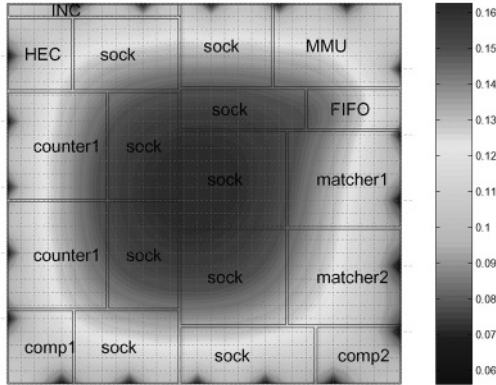 INC
HEC sock sock MMU
sock FIFO
counter1 sock
sock matcher1
counter1 sock
sock matcher2
comp1 sock sock comp2
0.16
0.15
0.14
0.13
0.12
0.11
0.1
0.09
0.08
0.07
0.06